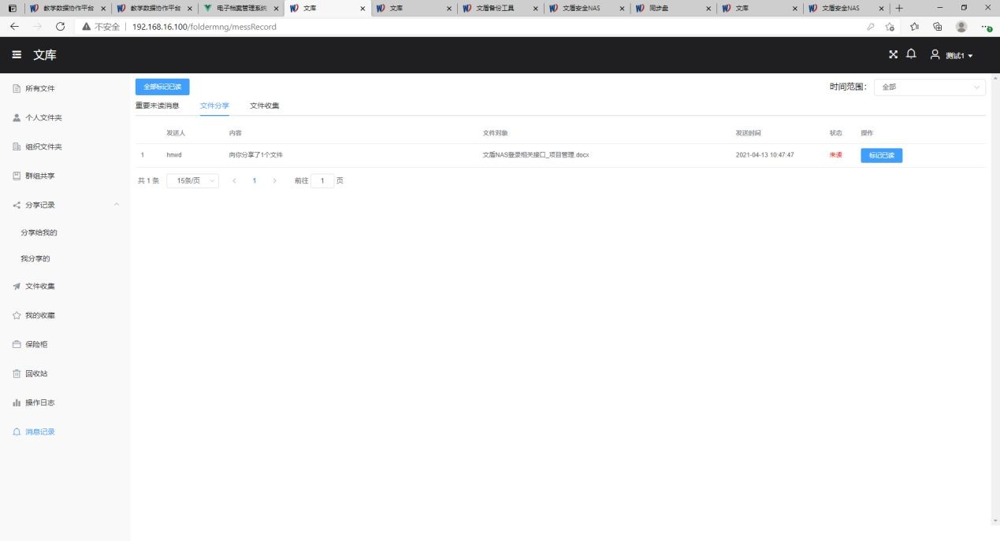 教学数据协作平台 教学数据协作平台 电子档案管理系统 文库 文库 文盾备份工具 文盾安全NAS 同步盘 文库 文盾安全NAS
不安全 192.168.16.100/foldermng/messRecord
文库 测试1
所有文件
个人文件夹
组织文件夹
群组共享
分享记录
分享给我的
我分享的
文件收集
我的收藏
保险柜
回收站
操作日志
消息记录
全部标记已读 时间范围： 全部
重要未读消息 文件分享 文件收集
发送人 内容 文件对象 发送时间 状态 操作
1 hnwd 向你分享了1个文件 文盾NAS登录相关接口_项目管理.docx 2021-04-13 10:47:47 未读 标记已读
共 1 条 15条/页 1 前往 1 页